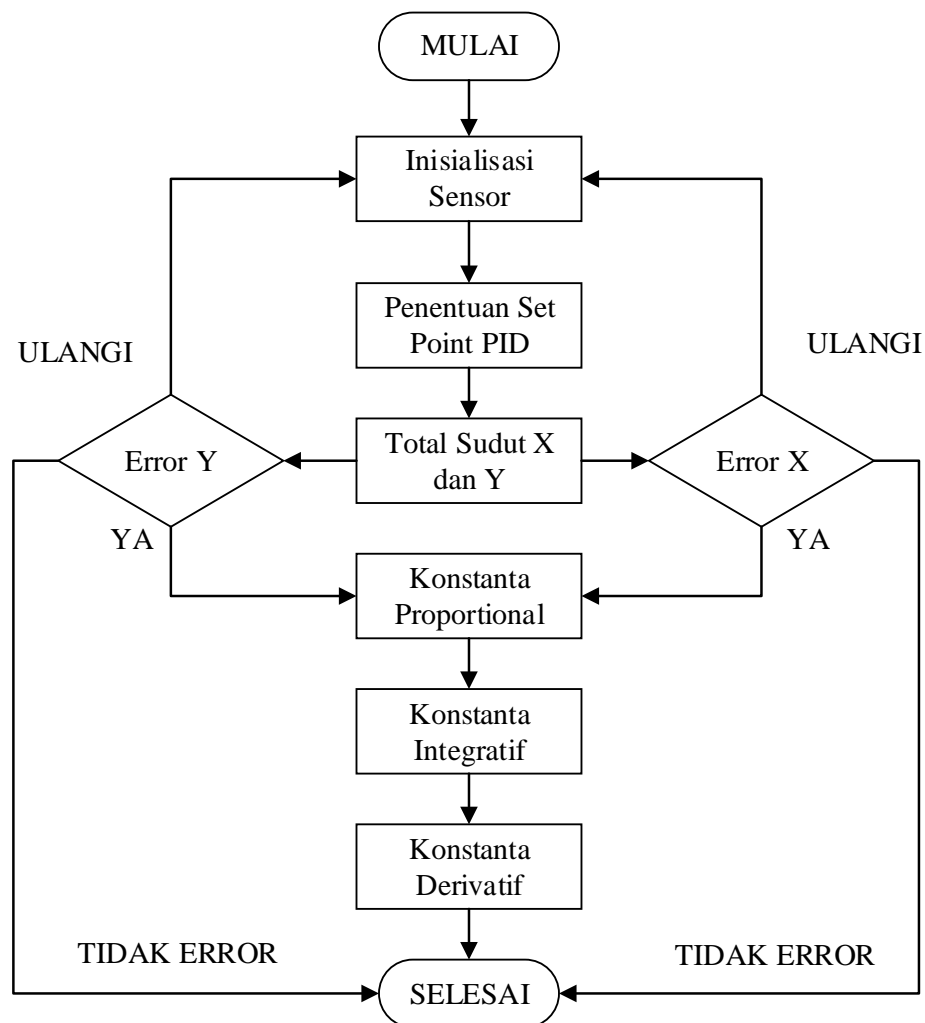 MULAI
Inisialisasi
Sensor
Penentuan Set
Point PID
ULANGI
ULANGI
Error Y
Total Sudut X
dan Y
Error X
YA
YA
Konstanta
Proportional
Konstanta
Integratif
Konstanta
Derivatif
TIDAK ERROR
TIDAK ERROR
SELESAI